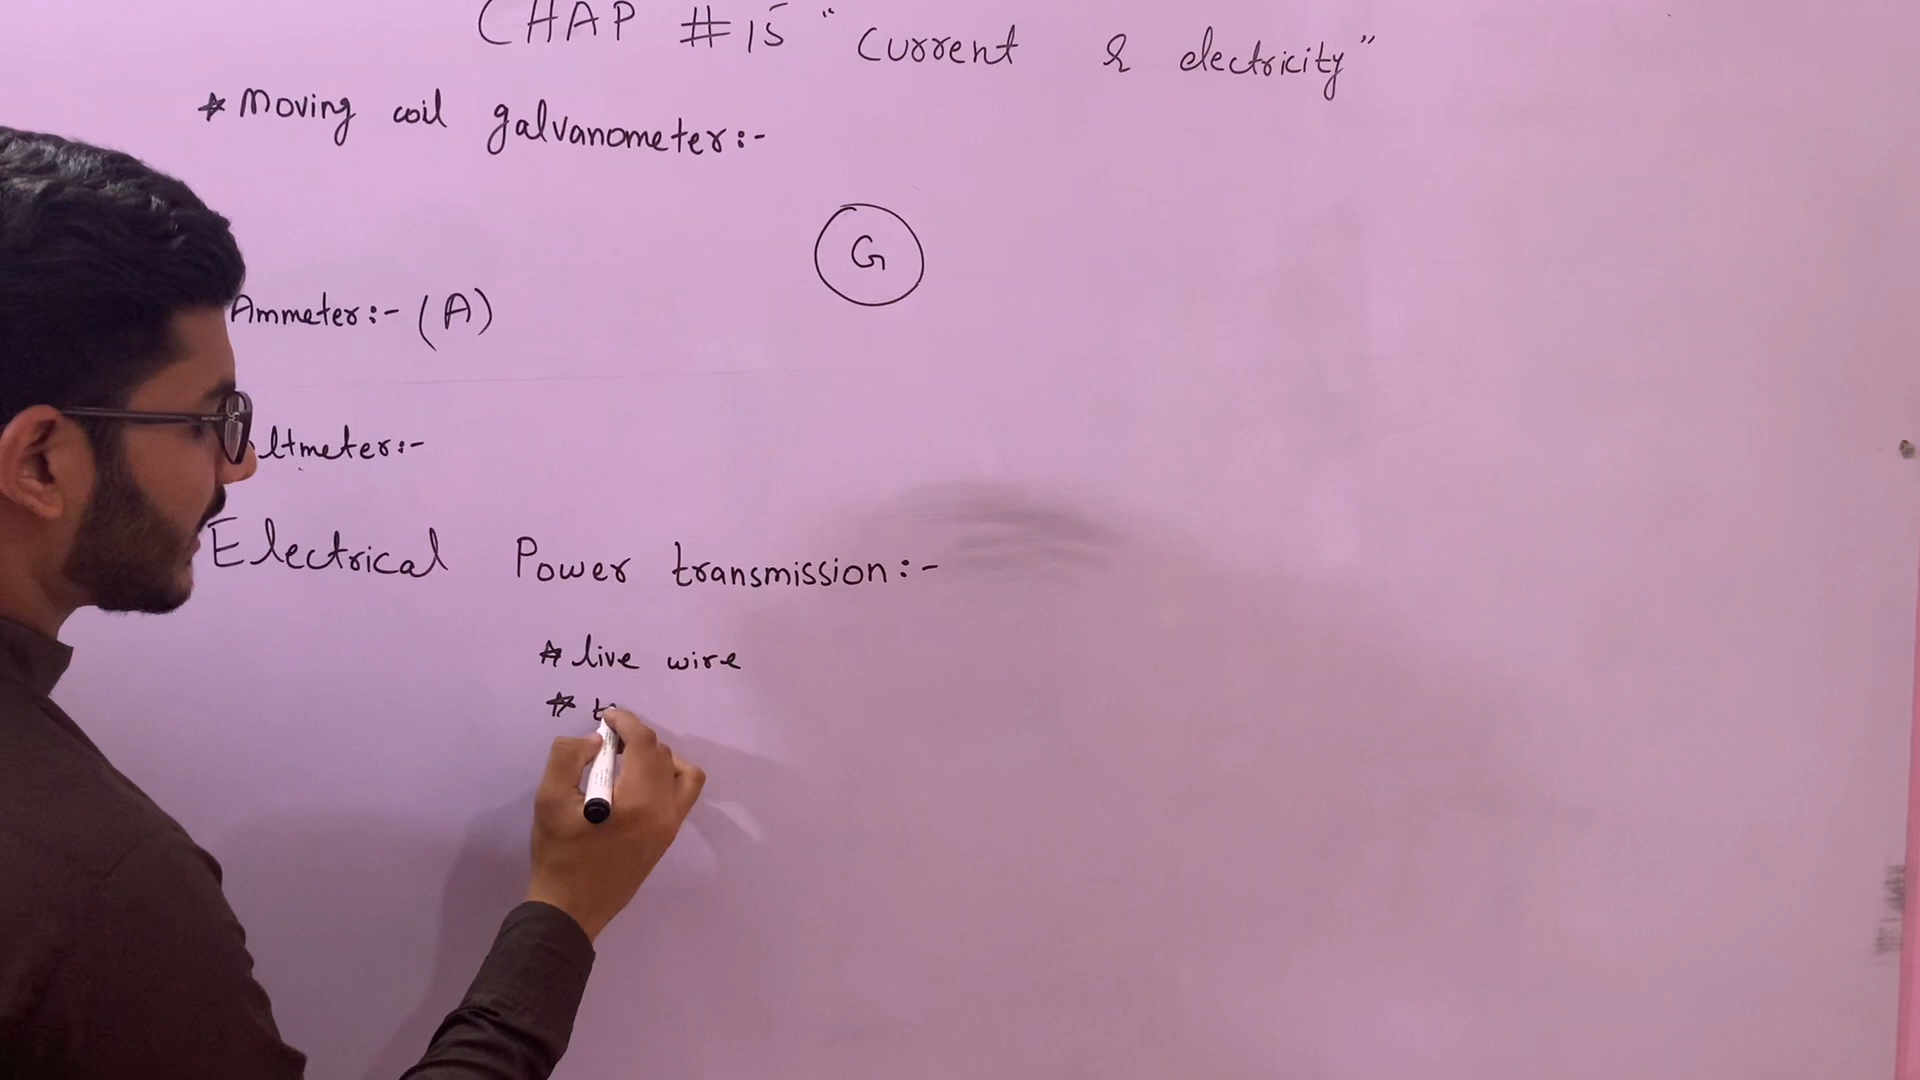 CHAP #15 "Current & electricity"
* Moving coil galvanometer:-
G
Ammeter:- (A)
ltmeter:-
Electrical Power transmission:-
* live wire
*